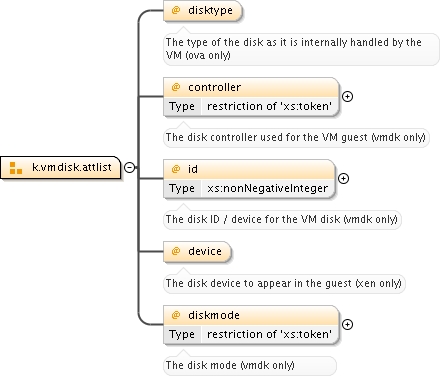 @ disktype
The type of the disk as it is internally handled by the
VM (ova only)
@ controller
Type restriction of 'xs:token'
The disk controller used for the VM guest (vmdk only)
k.vmdisk.attlist
@ id
Type xs:nonNegativeInteger
The disk ID / device for the VM disk (vmdk only)
@ device
The disk device to appear in the guest (xen only)
@ diskmode
Type restriction of 'xs:token'
The disk mode (vmdk only)